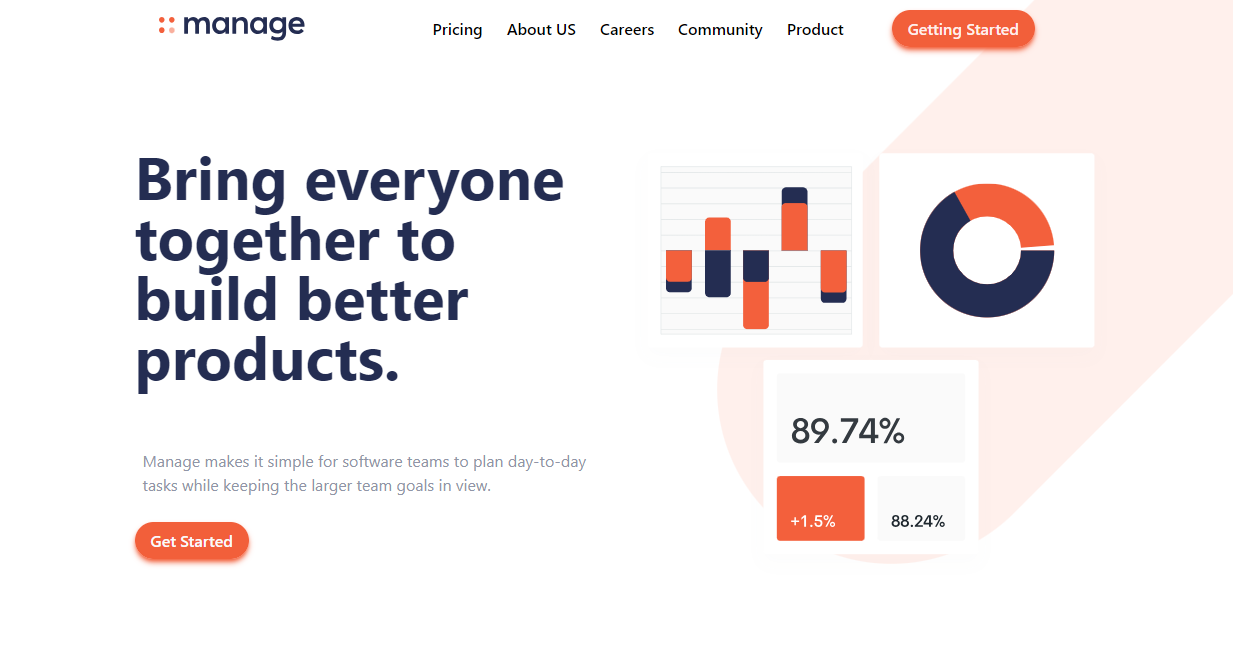 manage
Pricing
About US
Careers
Community
Product
Getting Started
Bring everyone
together to
build better
products.
Manage makes it simple for software teams to plan day-to-day
tasks while keeping the larger team goals in view.
Get Started
89.74%
+1.5%
88.24%